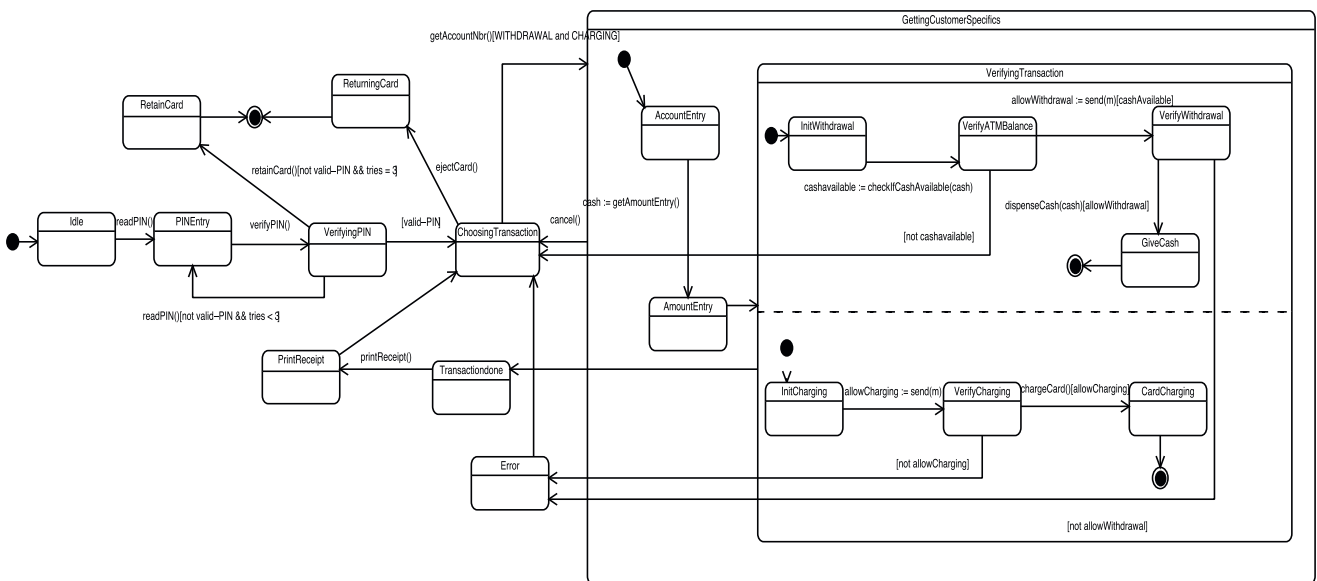 GettingCustomerSpecifics
getAccountNbr()[WITHDRAWAL and CHARGING]
VerifyingTransaction
ReturningCard
RetainCard
allowWithdrawal := send(m)[cashAvailable]
AccountEntry
InitWithdrawal
VerifyATMBalance
VerifyWithdrawal
retainCard()[not valid-PIN && tries = 3]
ejectCard()
cashavailable := checkIfCashAvailable(cash)
cash := getAmountEntry()
dispenseCash(cash)[allowWithdrawal]
Idle
readPIN()
PINEntry
verifyPIN()
VerifyingPIN
[valid-PIN]
ChoosingTransaction
cancel()
[not cashavailable]
GiveCash
readPIN()[not valid-PIN && tries < 3]
AmountEntry
PrintReceipt
printReceipt()
Transactiondone
InitCharging
allowCharging := send(m)
VerifyCharging
chargeCard()[allowCharging]
CardCharging
Error
[not allowCharging]
[not allowWithdrawal]